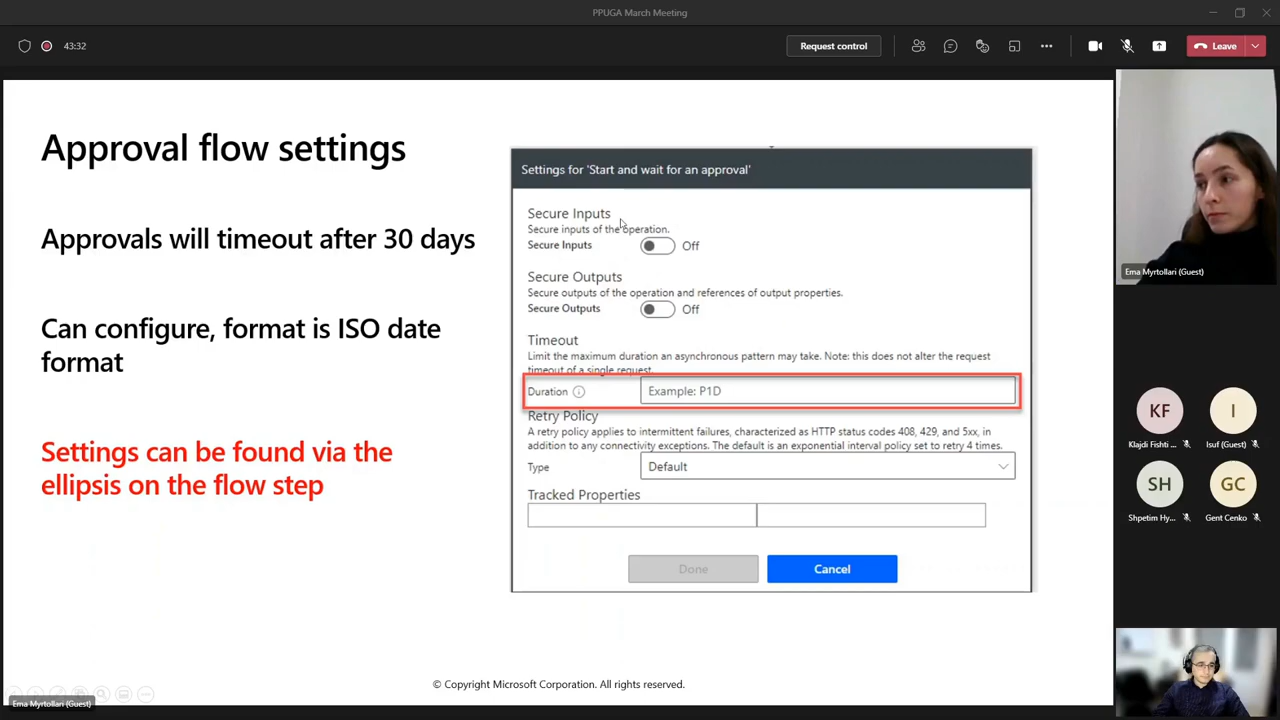 PPUGA March Meeting
43:32
Request control
Leave
Approval flow settings
Approvals will timeout after 30 days
Can configure, format is ISO date
format
Settings can be found via the
ellipsis on the flow step
Settings for 'Start and wait for an approval'
Secure Inputs
Secure inputs of the operation.
Secure Inputs
Off
Secure Outputs
Secure outputs of the operation and references of output properties.
Secure Outputs
Off
Timeout
Limit the maximum duration an asynchronous pattern may take. Note: this does not alter the request
timeout of a single request.
Duration
Example: P1D
Retry Policy
A retry policy applies to intermittent failures, characterized as HTTP status codes 408, 429, and 5xx, in
addition to any connectivity exceptions. The default is an exponential interval policy set to retry 4 times.
Type
Default
Tracked Properties
Done
Cancel
© Copyright Microsoft Corporation. All rights reserved.
Ema Myrtollari (Guest)
Ema Myrtollari (Guest)
KF
Klajdi Fishti ...
I
Isuf (Guest)
SH
Shpetim Hy...
GC
Gent Cenko